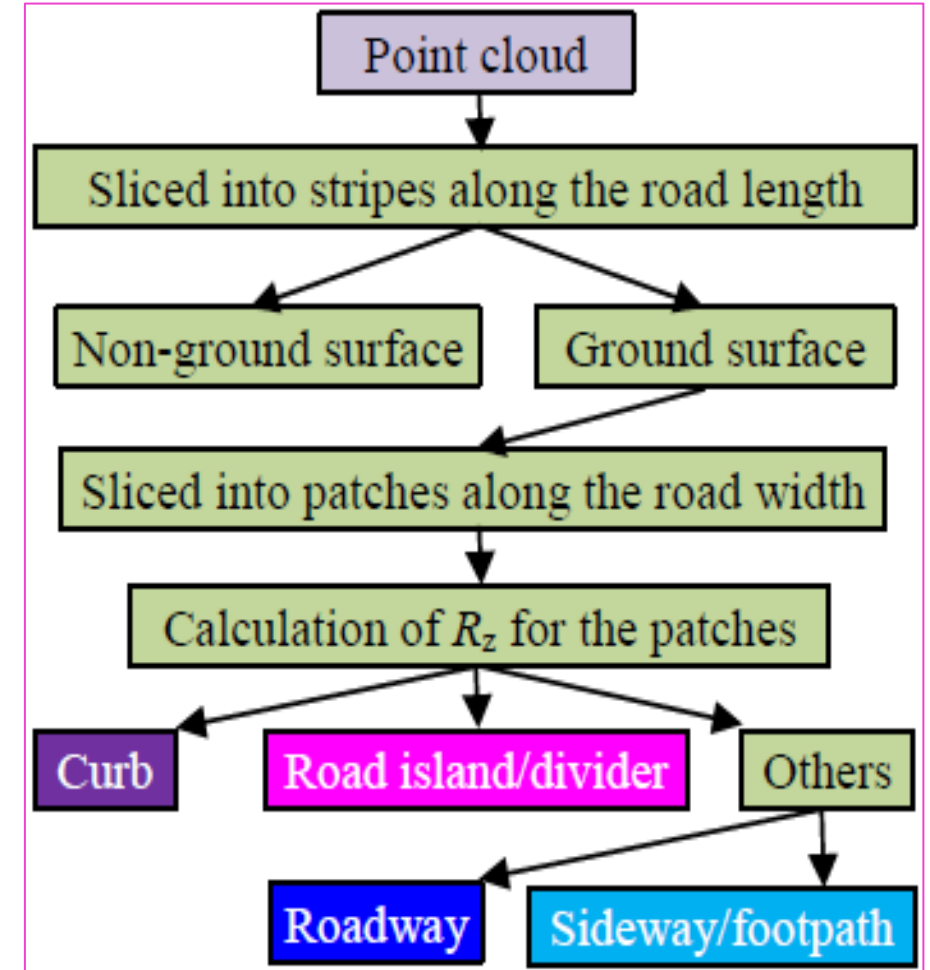 Point cloud
Sliced into stripes along the road length
Non-ground surface
Ground surface
Sliced into patches along the road width
Calculation of Rz for the patches
Curb
Road island/divider
Others
Roadway
Sideway/footpath